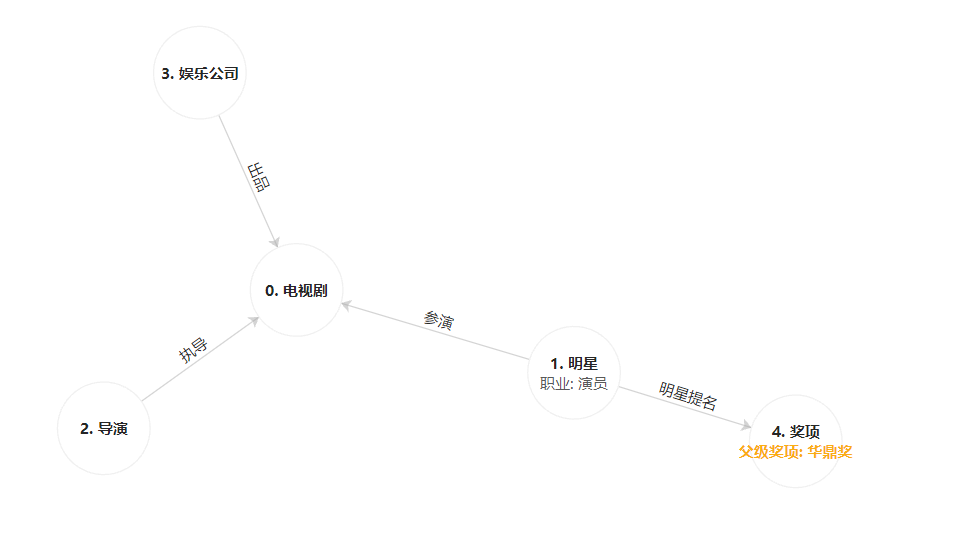 3. 娱乐公司
出品
0. 电视剧
参演
执导
1. 明星
职业: 演员
明星提名
2. 导演
4. 奖项
父级奖项: 华鼎奖